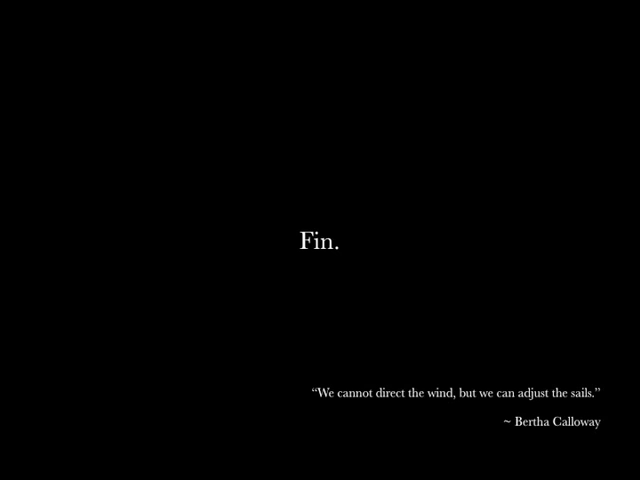 Fin.
“We cannot direct the wind, but we can adjust the sails.”
~ Bertha Calloway